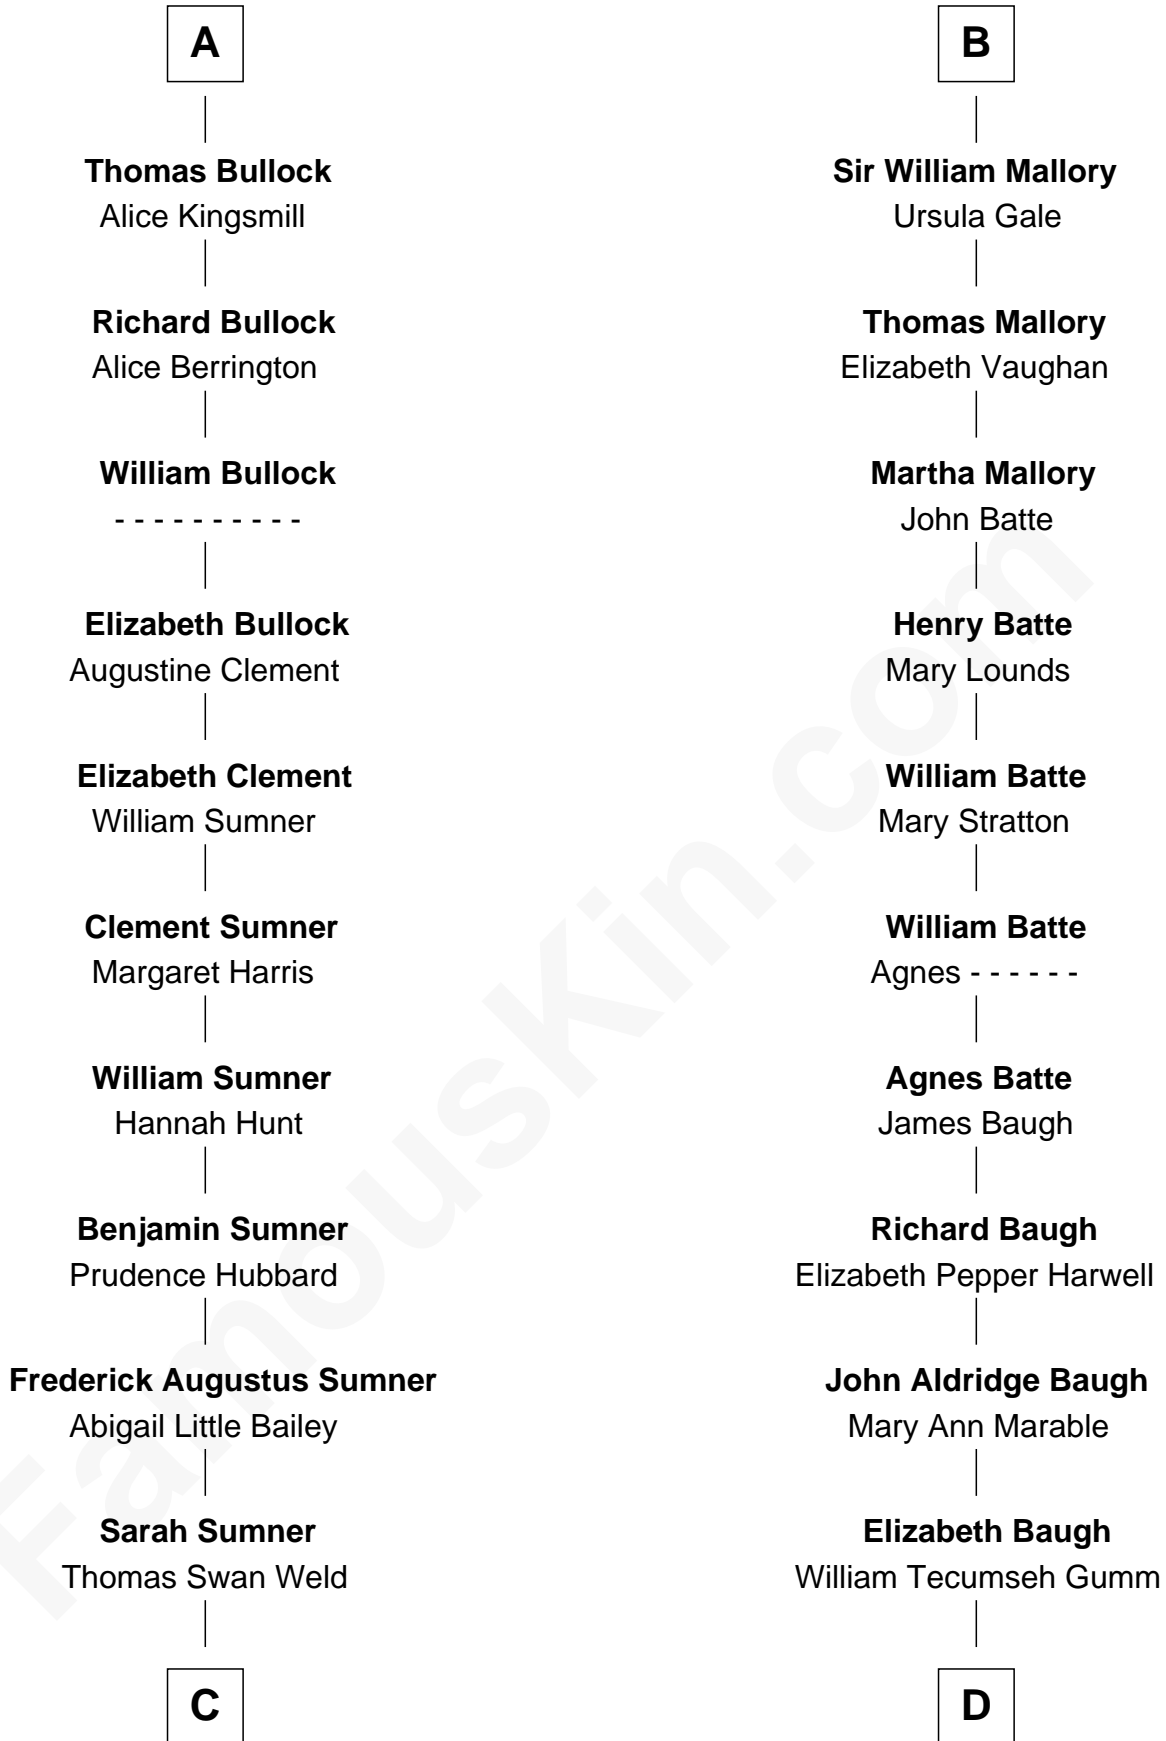 A
Thomas Bullock
Alice Kingsmill
Richard Bullock
Alice Berrington
William Bullock
- - - - - - - - - -
Elizabeth Bullock
Augustine Clement
Elizabeth Clement
William Sumner
Clement Sumner
Margaret Harris
William Sumner
Hannah Hunt
Benjamin Sumner
Prudence Hubbard
Frederick Augustus Sumner
Abigail Little Bailey
Sarah Sumner
Thomas Swan Weld
C
B
Sir William Mallory
Ursula Gale
Thomas Mallory
Elizabeth Vaughan
Martha Mallory
John Batte
Henry Batte
Mary Lounds
William Batte
Mary Stratton
William Batte
Agnes - - - - - -
Agnes Batte
James Baugh
Richard Baugh
Elizabeth Pepper Harwell
John Aldridge Baugh
Mary Ann Marable
Elizabeth Baugh
William Tecumseh Gumm
D
FamousKin.com